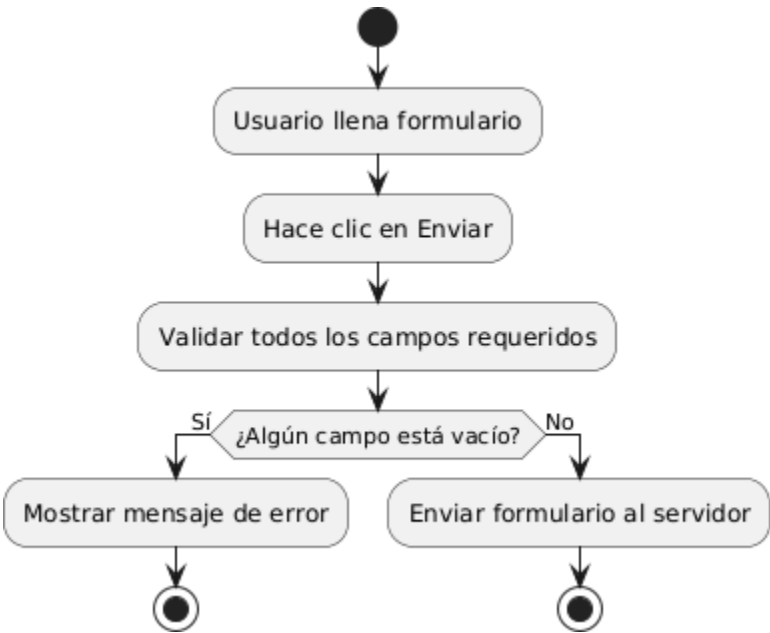 Usuario llena formulario
Hace clic en Enviar
Validar todos los campos requeridos
Sí
¿Algún campo está vacío?
No
Mostrar mensaje de error
Enviar formulario al servidor